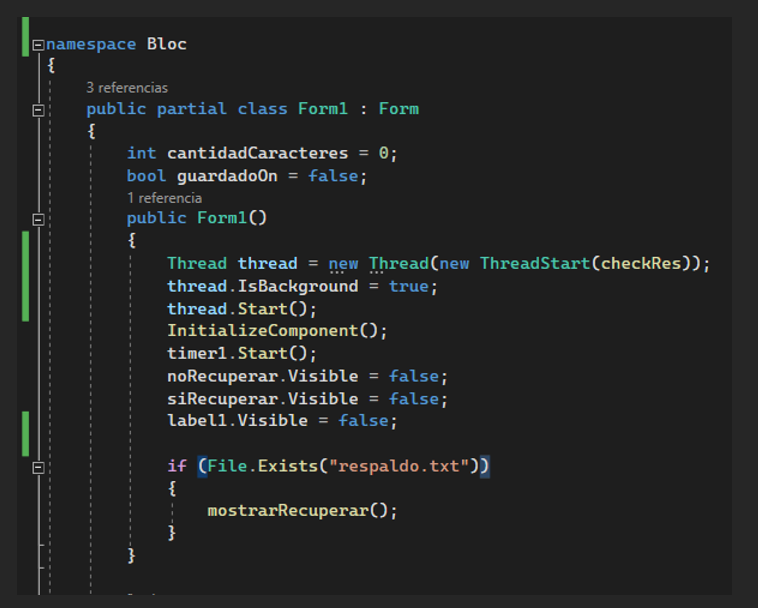 namespace Bloc
{
3 referencias
public partial class Form1 : Form
{
int cantidadCaracteres = 0;
bool guardadoOn = false;
1 referencia
public Form1()
{
Thread thread = new Thread(new ThreadStart(checkRes));
thread.IsBackground = true;
thread.Start();
InitializeComponent();
timer1.Start();
noRecuperar.Visible = false;
siRecuperar.Visible = false;
label1.Visible = false;
if (File.Exists("respaldo.txt"))
{
mostrarRecuperar();
}
}